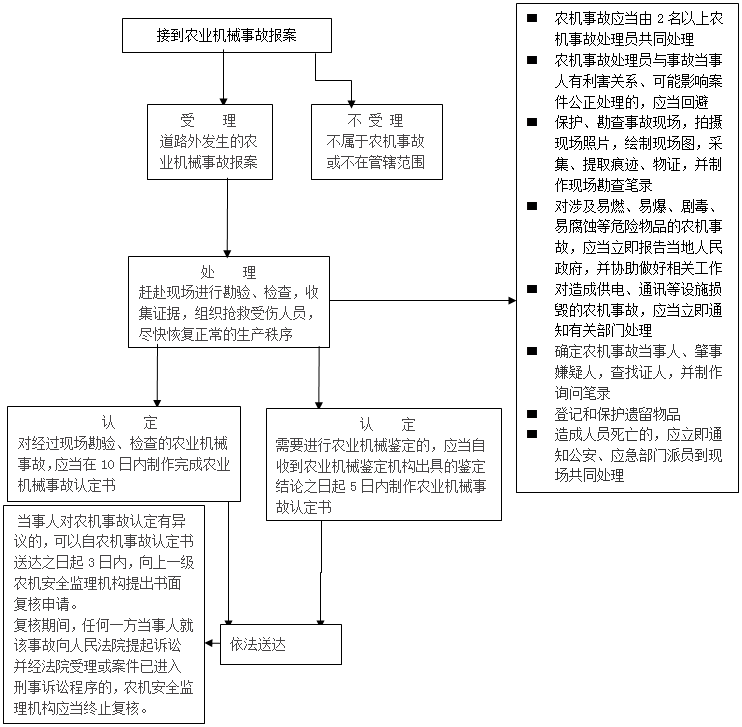 接到农业机械事故报案
受 理
道路外发生的农
业机械事故报案
不 受 理
不属于农机事故
或不在管辖范围
处 理
赶赴现场进行勘验、检查，收
集证据，组织抢救受伤人员，
尽快恢复正常的生产秩序
■ 农机事故应当由 2 名以上农
机事故处理员共同处理
■ 农机事故处理员与事故当事
人有利害关系、可能影响案
件公正处理的，应当回避
■ 保护、勘查事故现场，拍摄
现场照片，绘制现场图，采
集、提取痕迹、物证，并制
作现场勘查笔录
■ 对涉及易燃、易爆、剧毒、
易腐蚀等危险物品的农机事
故，应当立即报告当地人民
政府，并协助做好相关工作
■ 对造成供电、通讯等设施损
毁的农机事故，应当立即通
知有关部门处理
■ 确定农机事故当事人、肇事
嫌疑人，查找证人，并制作
询问笔录
■ 登记和保护遗留物品
■ 造成人员死亡的，应立即通
知公安、应急部门派员到现
场共同处理
认 定
对经过现场勘验、检查的农业机械
事故，应当在 10 日内制作完成农业
机械事故认定书
认 定
需要进行农业机械鉴定的，应当自
收到农业机械鉴定机构出具的鉴定
结论之日起 5 日内制作农业机械事
故认定书
当事人对农机事故认定有异
议的，可以自农机事故认定书
送达之日起 3 日内，向上一级
农机安全监理机构提出书面
复核申请。
复核期间，任何一方当事人就
该事故向人民法院提起诉讼
并经法院受理或案件已进入
刑事诉讼程序的，农机安全监
理机构应当终止复核。
依法送达